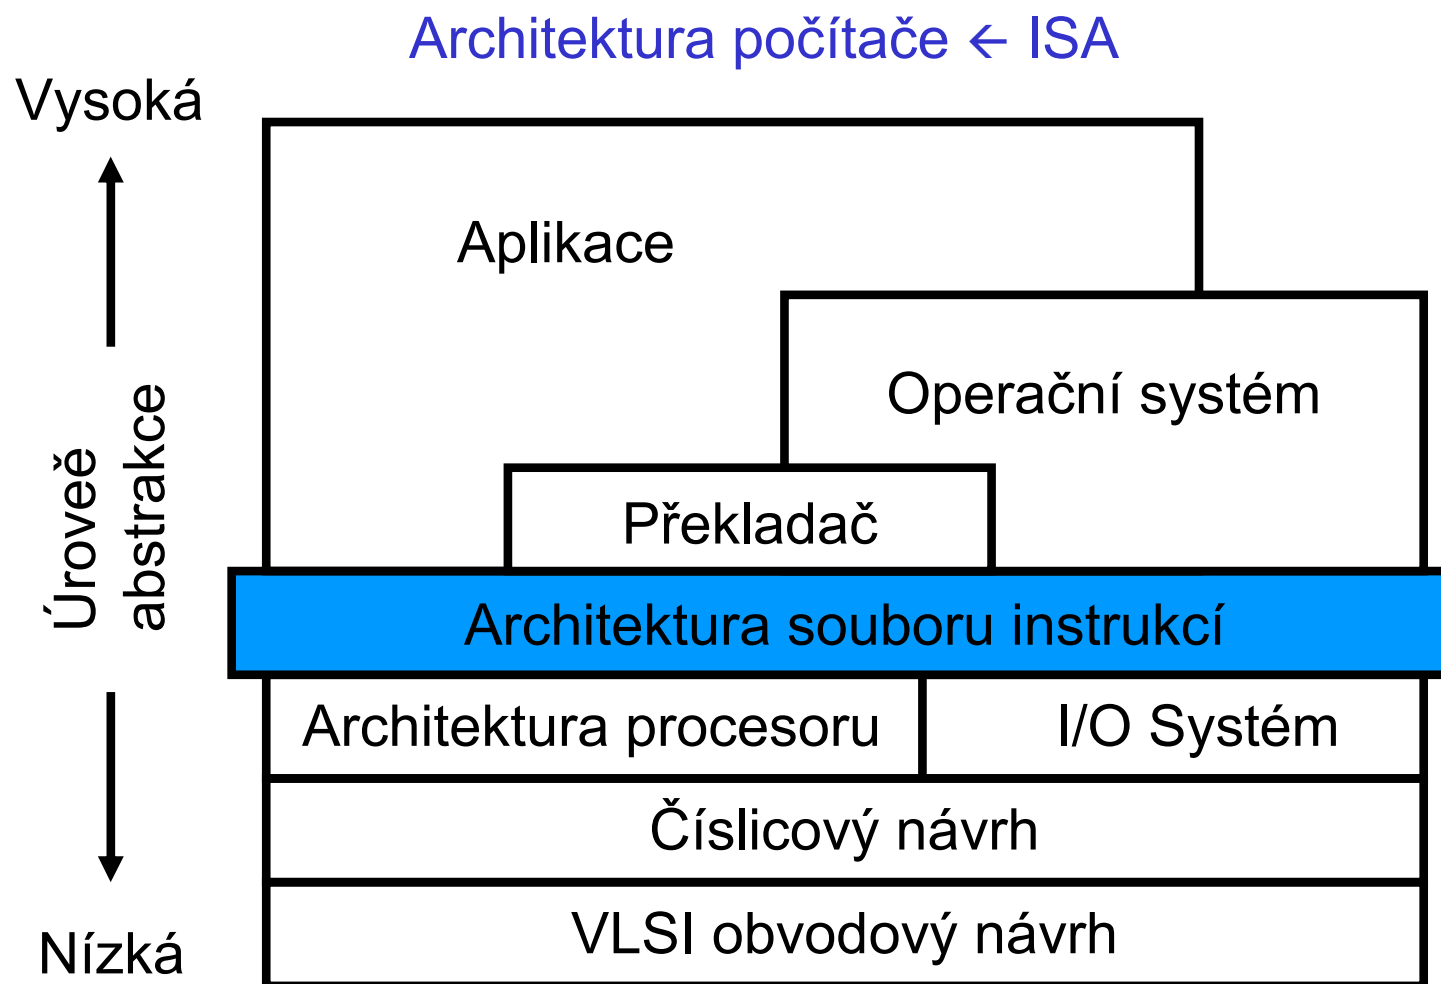 Architektura počítače ← ISA
Vysoká
Aplikace
Operační systém
Úroveě
abstrakce
Překladač
Architektura souboru instrukcí
Architektura procesoru
I/O Systém
Číslicový návrh
VLSI obvodový návrh
Nízká